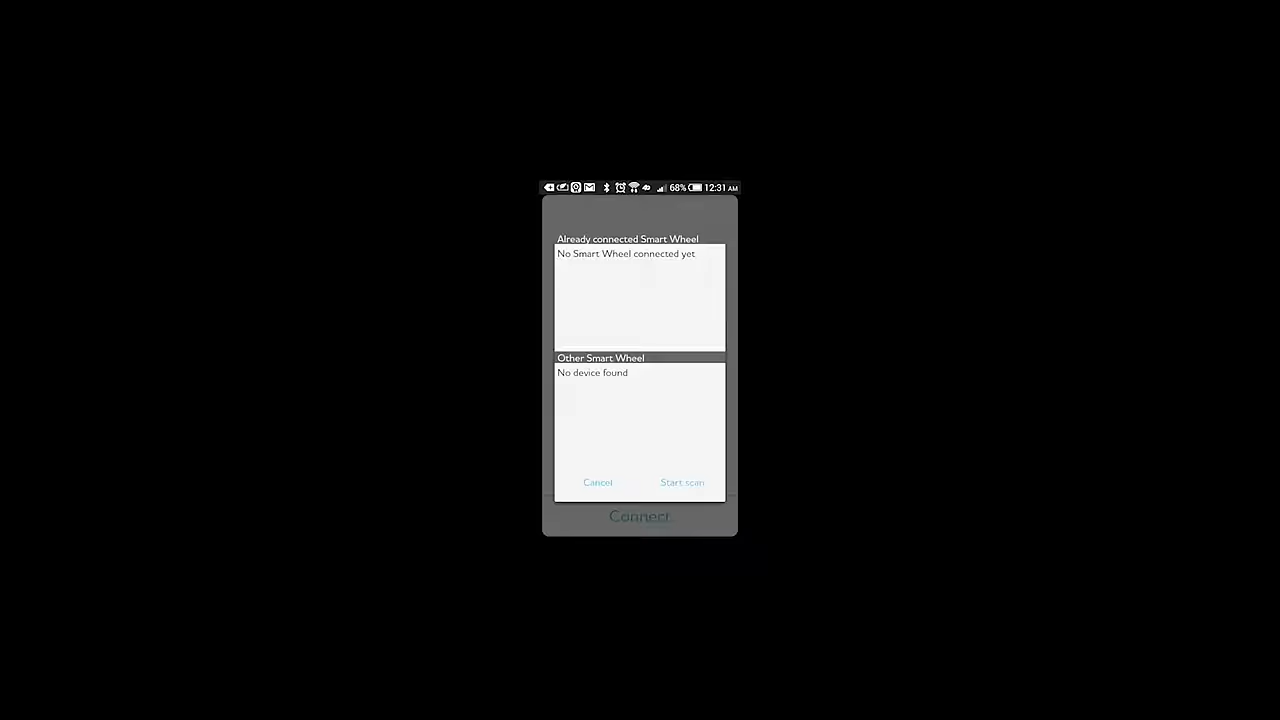 68% 12:31 AM
Already connected Smart Wheel
No Smart Wheel connected yet
Other Smart Wheel
No device found
Cancel Start scan
Connect